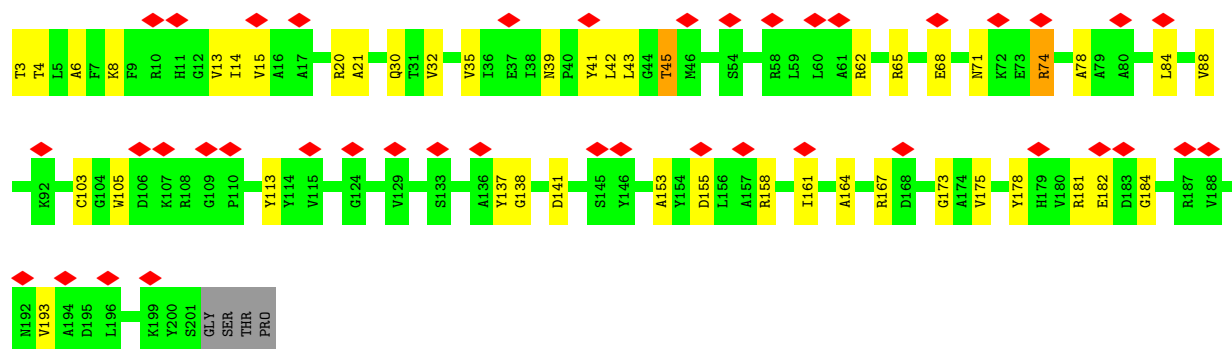 T3 T4 L5 A6 F7 K8 F9 R10 H11 G12 V13 I14 V15 A16 A17 R20 A21 Q30 T31 V32 V35 I36 E37 I38 N39 P40 Y41 L42 L43 G44 T45 M46 S54 R58 L59 L60 A61 R62 R65 E68 N71 K72 E73 R74 A78 A79 A80 L84 V88
K92 C103 G104 W105 D106 K107 R108 G109 P110 Y113 Y114 V115 G124 V129 S133 A136 Y137 G138 D141 S145 Y146 A153 Y154 D155 L156 A157 R158 I161 A164 R167 D168 G173 A174 V175 Y178 H179 V180 R181 E182 D183 G184 R187 V188
N192 V193 A194 D195 L196 K199 Y200 S201 GLY SER THR PRO